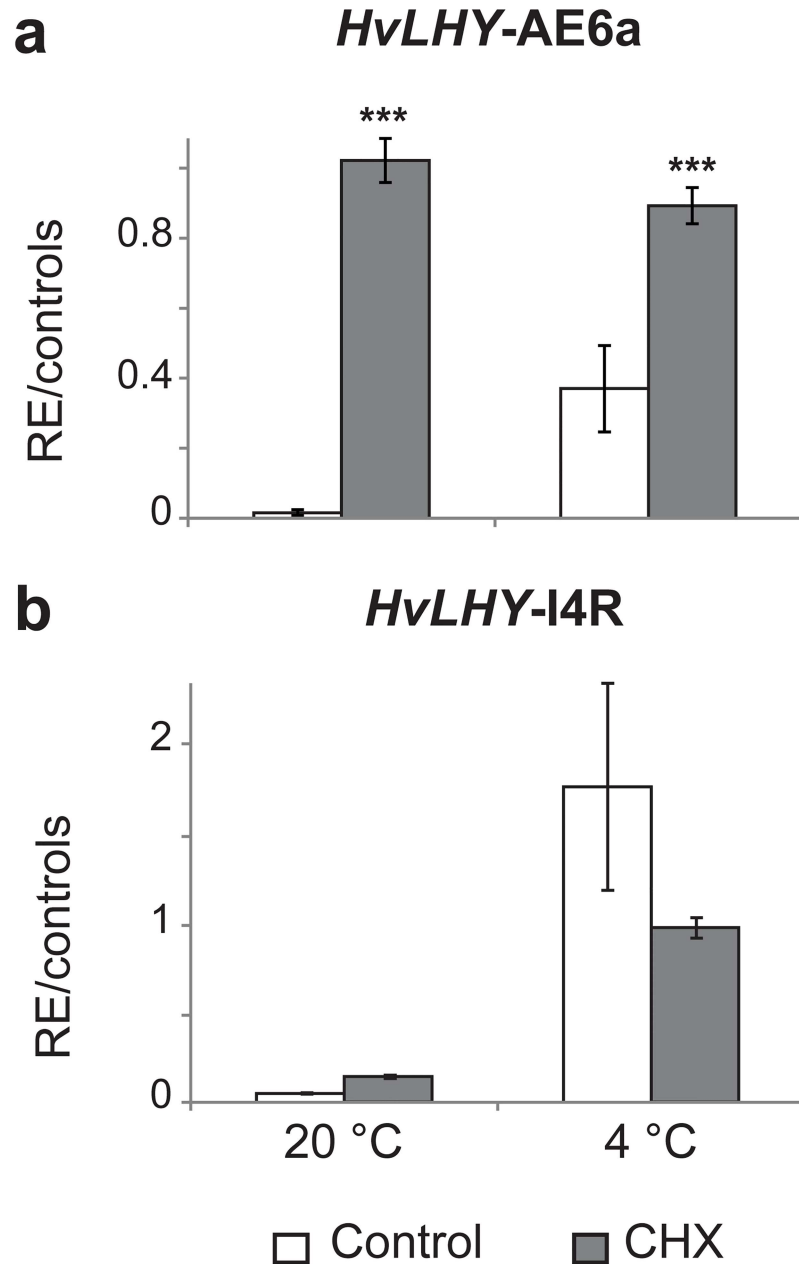 a
HvLHY-AE6a
***
***
0.8
0.4
0
RE/controls
b
HvLHY-I4R
2
1
0
RE/controls
20 °C
4 °C
Control
CHX